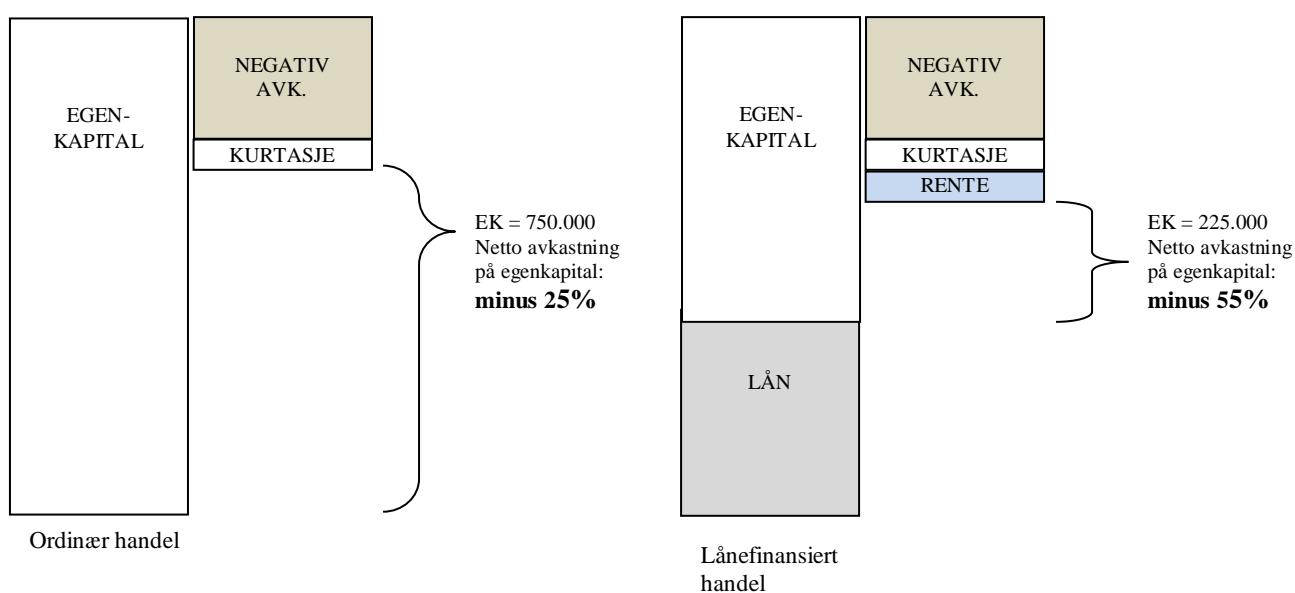 EGEN-
KAPITAL
NEGATIV
AVK.
KURTASJE
EK = 750.000
Netto avkastning
på egenkapital:
minus 25%
Ordinær handel
EGEN-
KAPITAL
LÅN
NEGATIV
AVK.
KURTASJE
RENTE
EK = 225.000
Netto avkastning
på egenkapital:
minus 55%
Lånefinansiert
handel